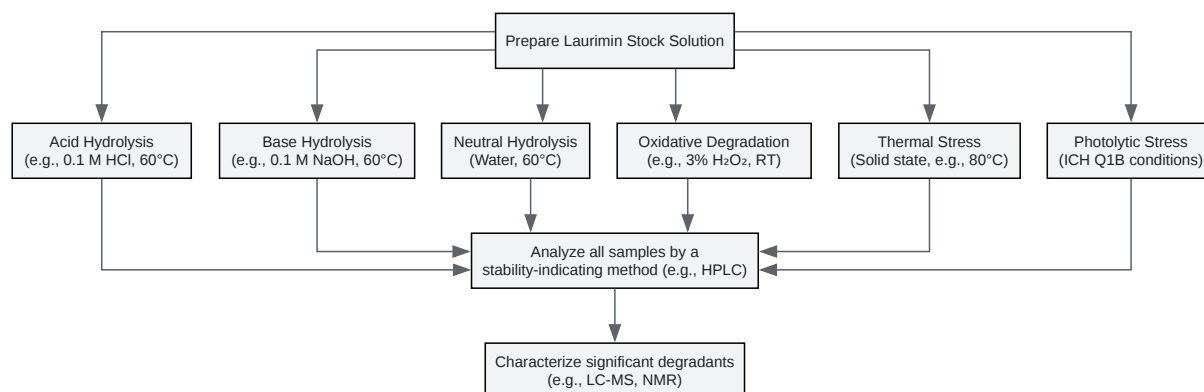 Prepare Laurimin Stock Solution
Acid Hydrolysis
(e.g., 0.1 M HCl, 60°C)
Base Hydrolysis
(e.g., 0.1 M NaOH, 60°C)
Neutral Hydrolysis
(Water, 60°C)
Oxidative Degradation
(e.g., 3% H₂O₂, RT)
Thermal Stress
(Solid state, e.g., 80°C)
Photolytic Stress
(ICH Q1B conditions)
Analyze all samples by a
stability-indicating method (e.g., HPLC)
Characterize significant degradants
(e.g., LC-MS, NMR)